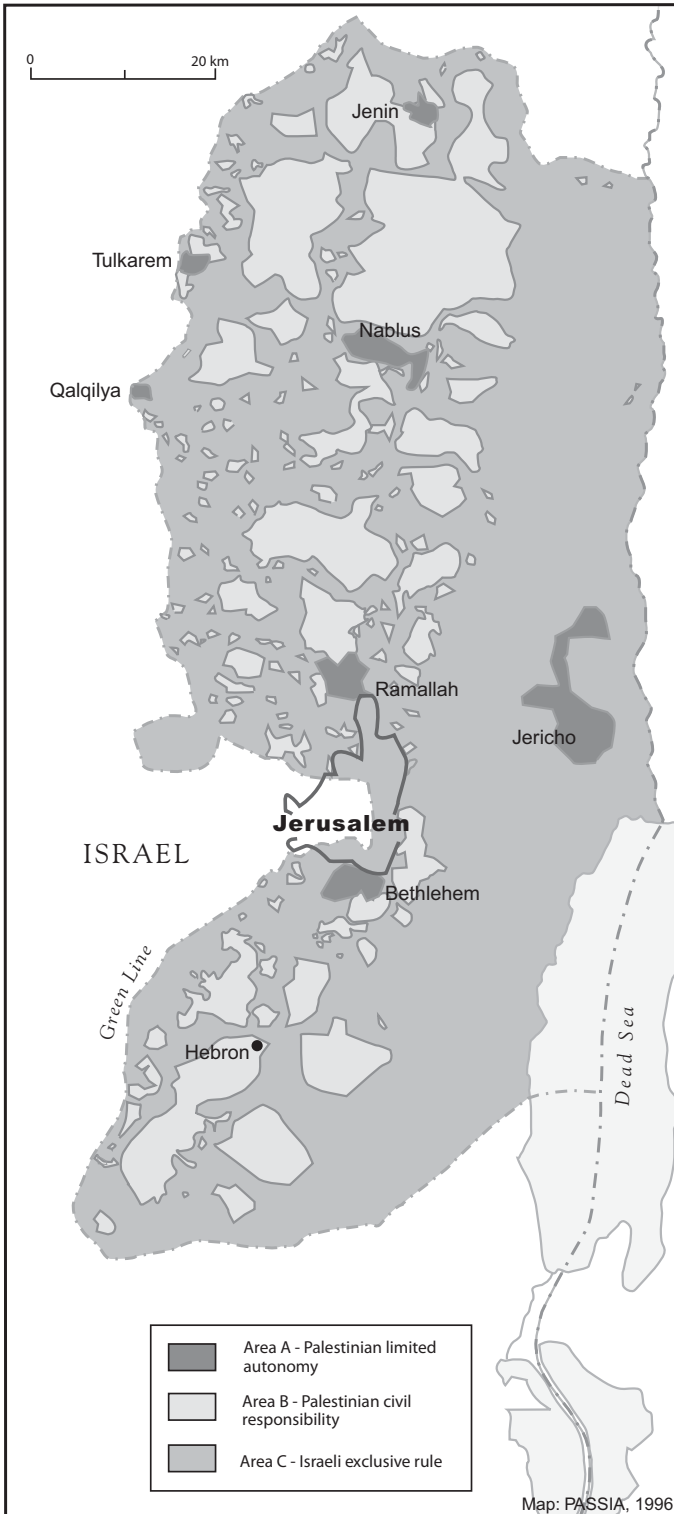 0
20 km
Jenin
Tulkarem
Nablus
Qalqilya
Ramallah
Jericho
Jerusalem
ISRAEL
Bethlehem
Green Line
Dead Sea
Hebron
Area A - Palestinian limited
autonomy
Area B - Palestinian civil
responsibility
Area C - Israeli exclusive rule
Map: PASSIA, 1996